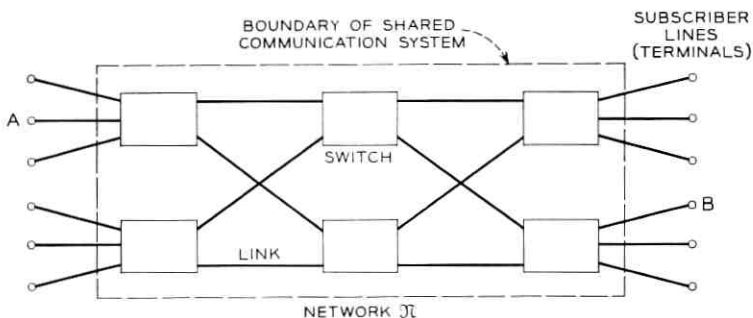 BOUNDARY OF SHARED
COMMUNICATION SYSTEM
SUBSCRIBER
LINES
(TERMINALS)
A
SWITCH
B
LINK
NETWORK 𝔑